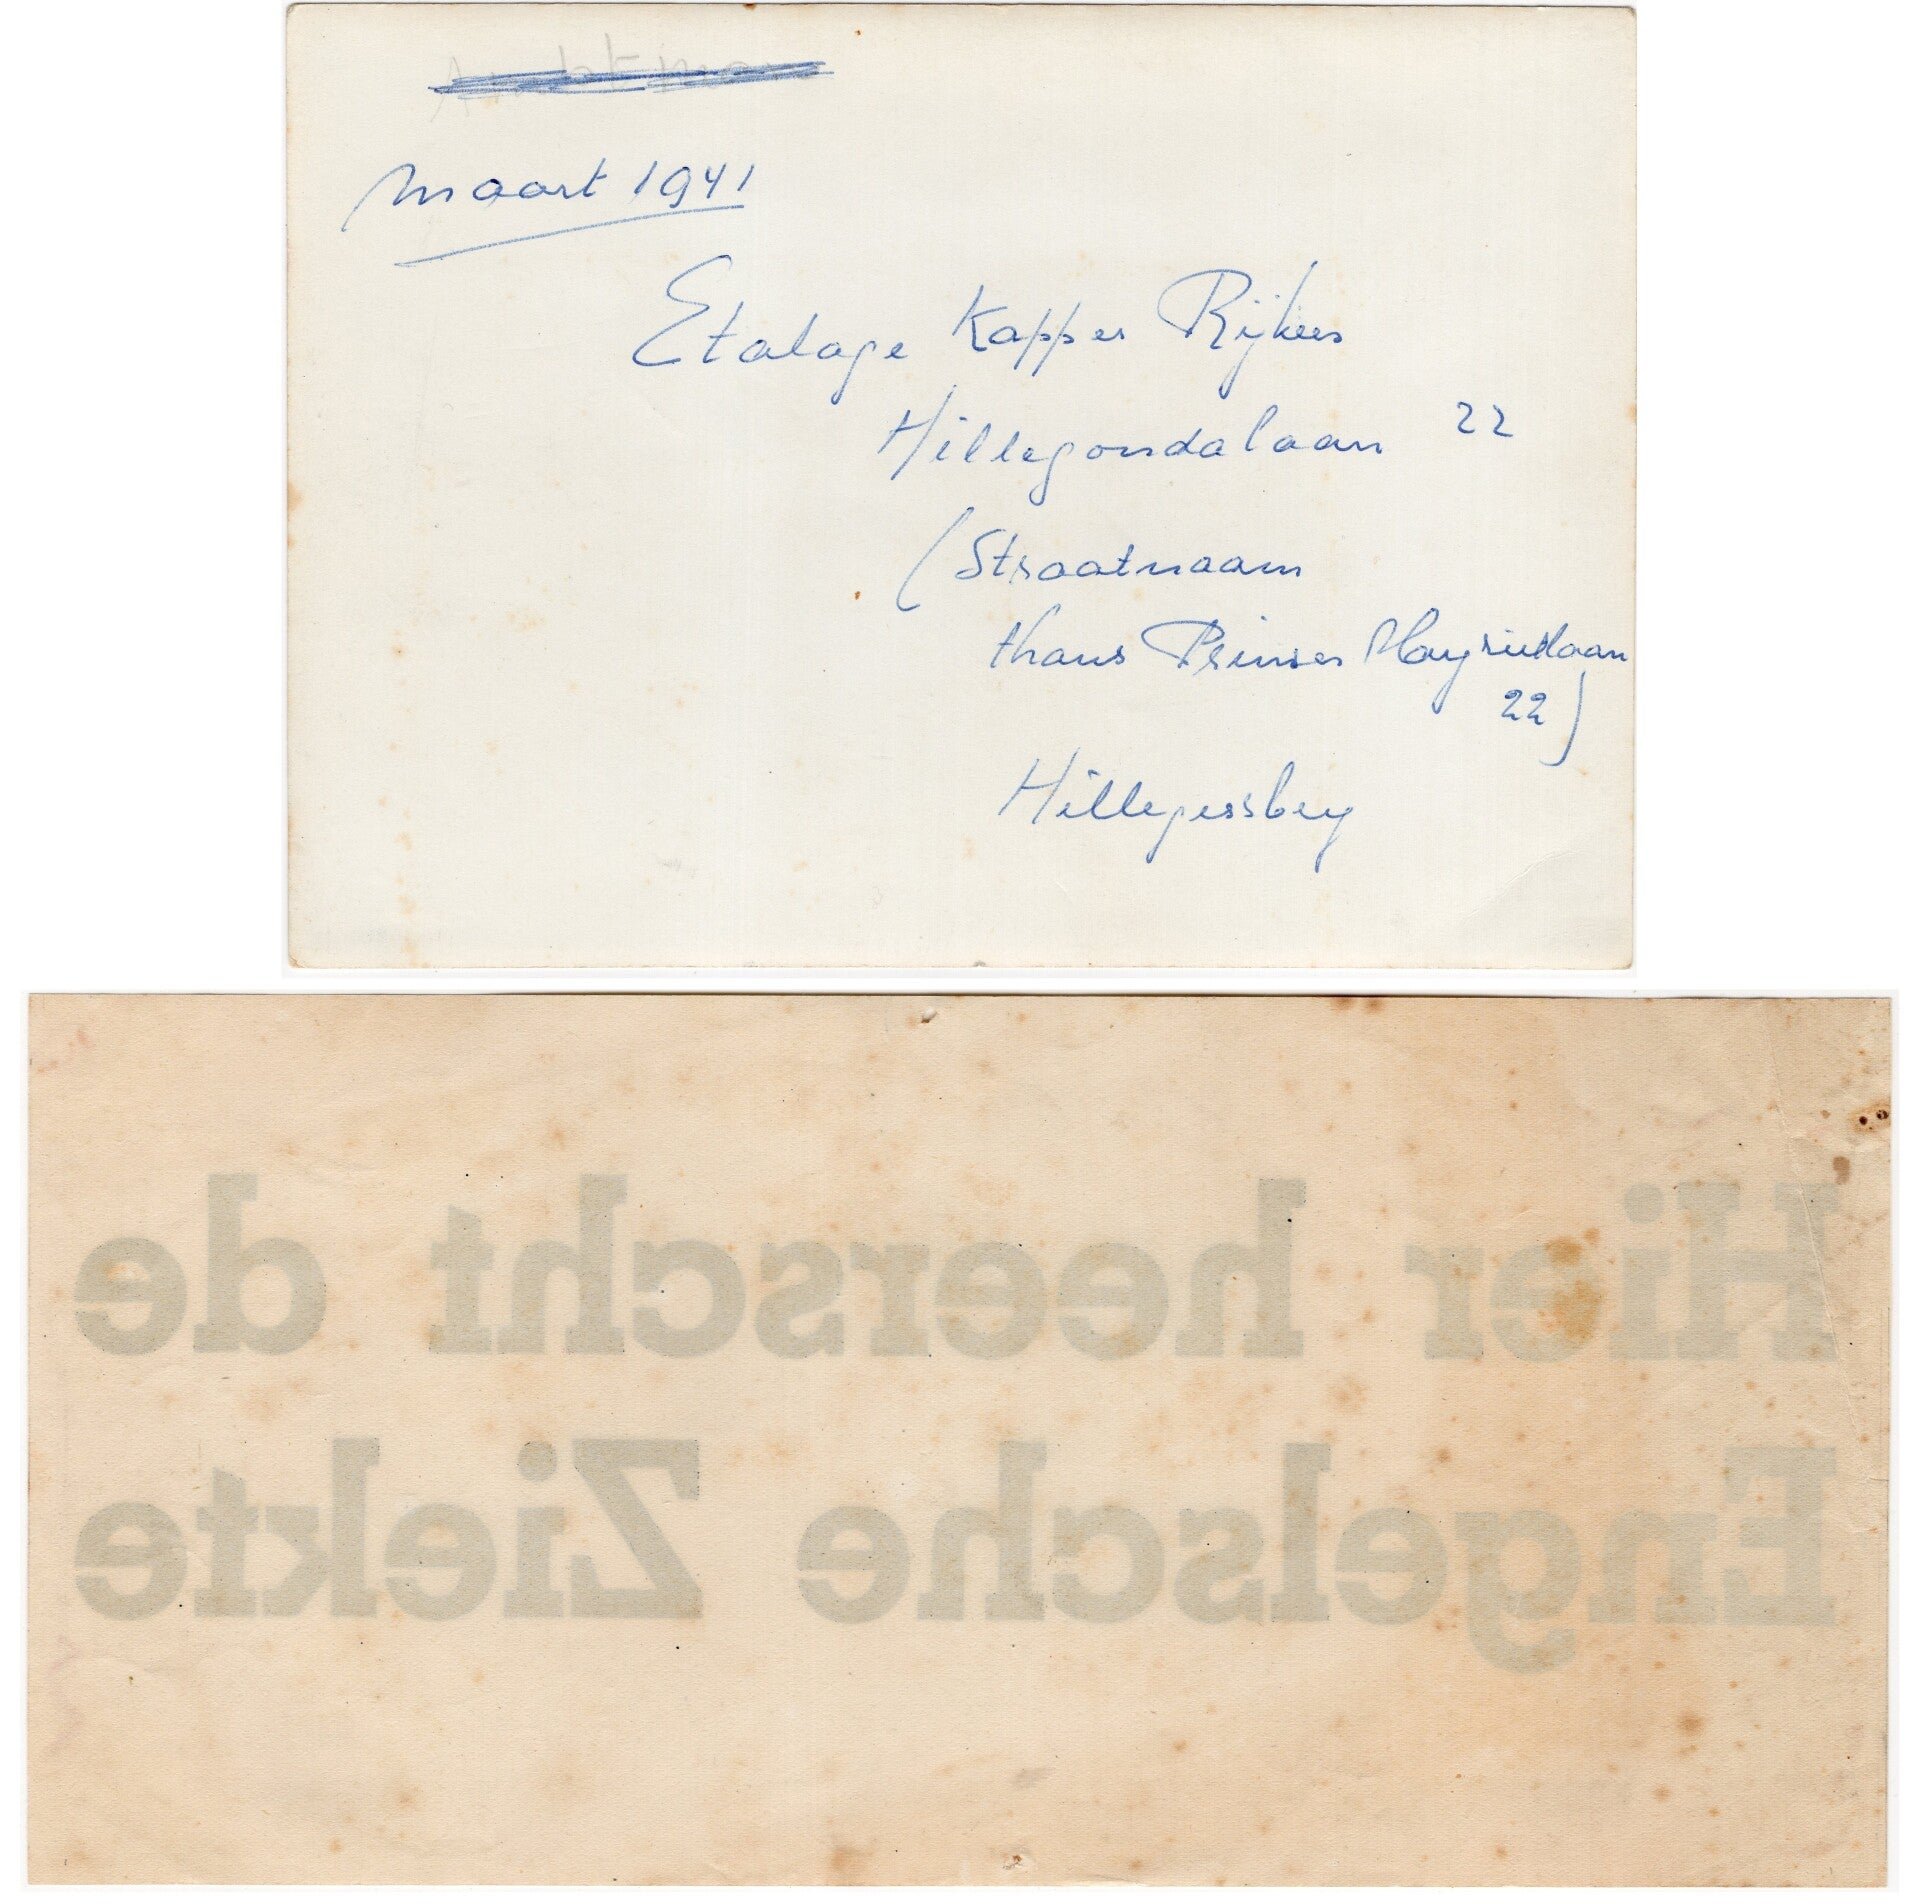 maart 1941
Etalage Kapper Rijkers
Hillegondalaan 22
(Straatnaam
thans Prinses Margrietlaan
22)
Hillegersberg
Hier heerscht de
Engelsche Ziekte